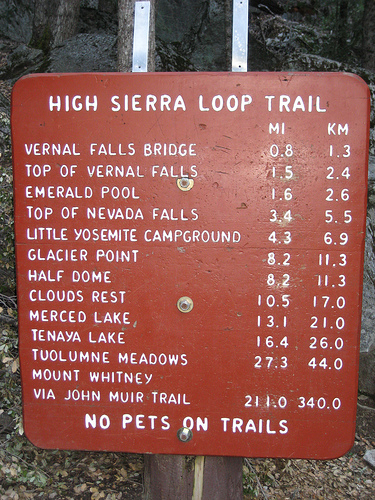 HIGH SIERRA LOOP TRAIL
MI KM
VERNAL FALLS BRIDGE 0.8 1.3
TOP OF VERNAL FALLS 1.5 2.4
EMERALD POOL 1.6 2.6
TOP OF NEVADA FALLS 3.4 5.5
LITTLE YOSEMITE CAMPGROUND 4.3 6.9
GLACIER POINT 8.2 11.3
HALF DOME 8.2 11.3
CLOUDS REST 10.5 17.0
MERCED LAKE 13.1 21.0
TENAYA LAKE 16.4 26.0
TUOLUMNE MEADOWS 27.3 44.0
MOUNT WHITNEY
VIA JOHN MUIR TRAIL 211.0 340.0
NO PETS ON TRAILS